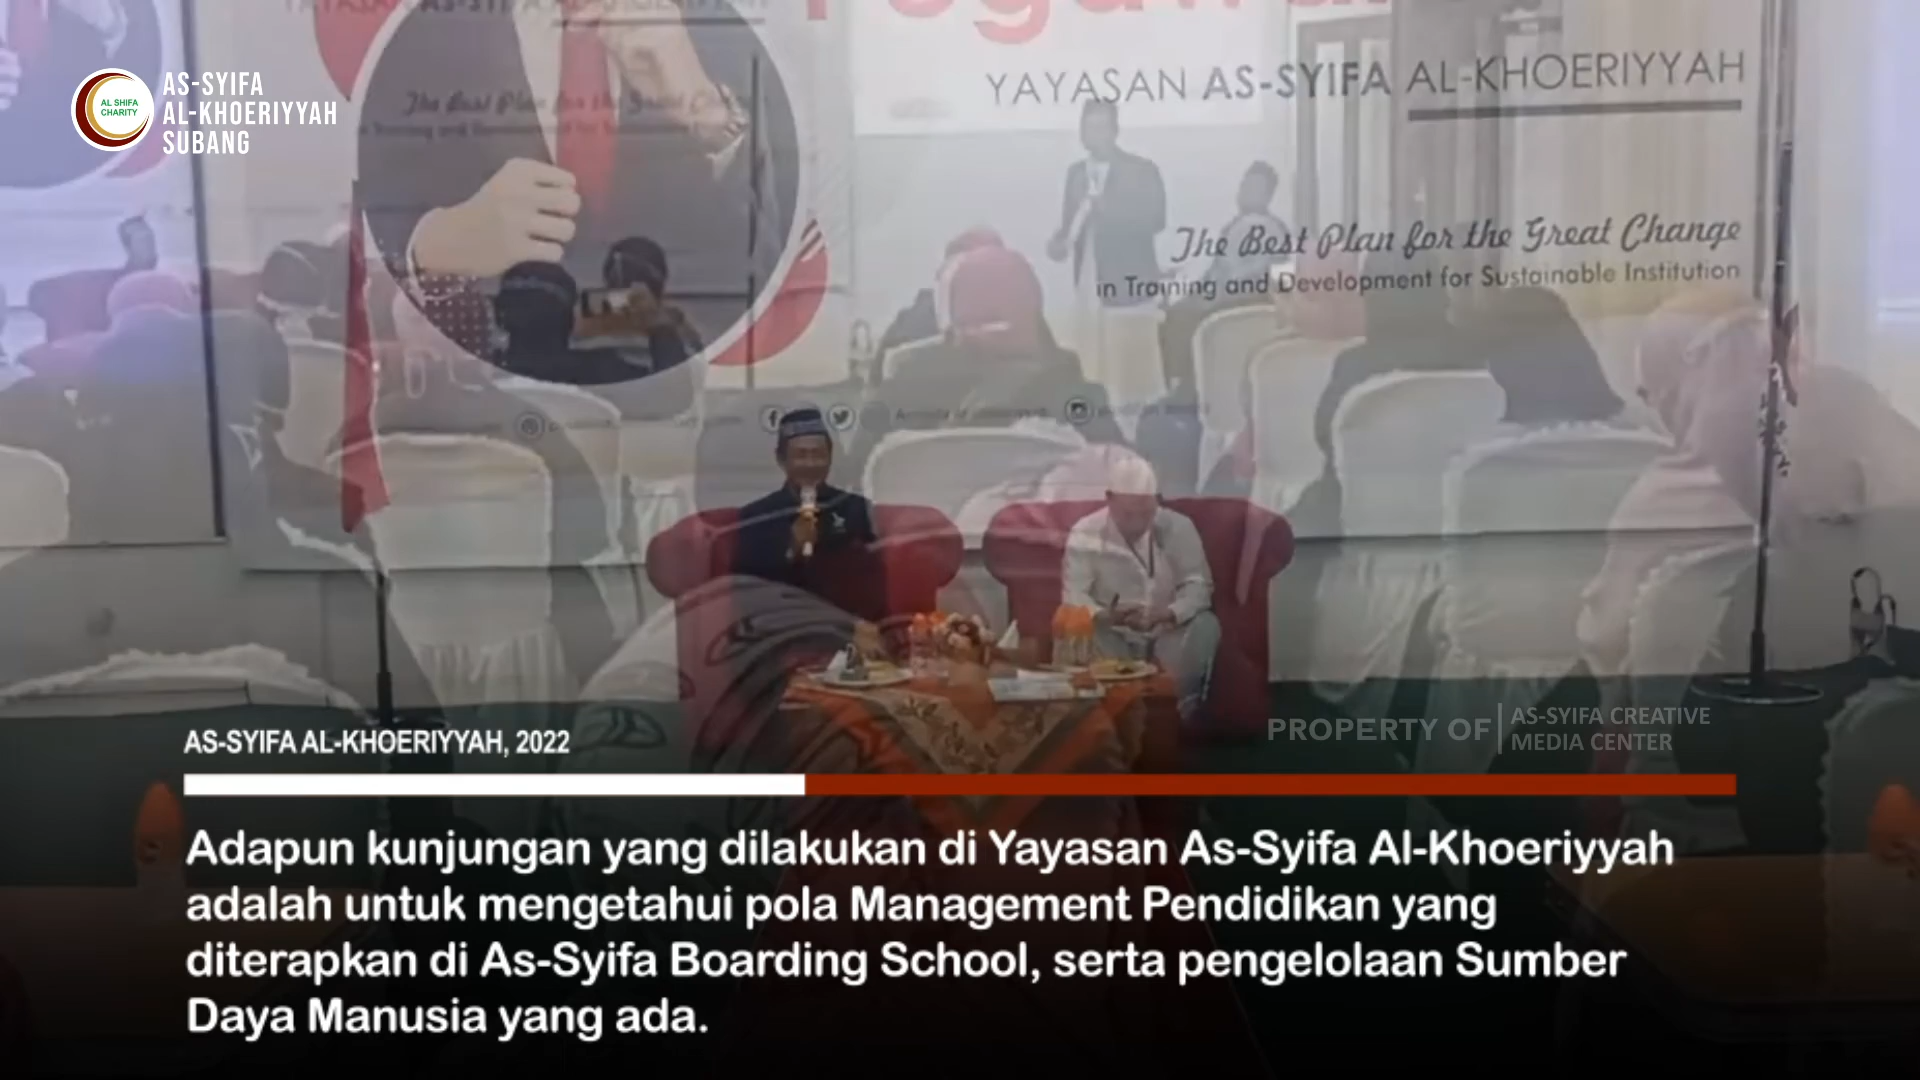 AL SHIFA
CHARITY
AS-SYIFA
AL-KHOERIYYAH
SUBANG
YAYASAN AS-SYIFA AL-KHOERIYYAH
The Best Plan for the Great Change
in Training and Development for Sustainable Institution
AS-SYIFA AL-KHOERIYYAH, 2022
PROPERTY OF
AS-SYIFA CREATIVE
MEDIA CENTER
Adapun kunjungan yang dilakukan di Yayasan As-Syifa Al-Khoeriyyah
adalah untuk mengetahui pola Management Pendidikan yang
diterapkan di As-Syifa Boarding School, serta pengelolaan Sumber
Daya Manusia yang ada.